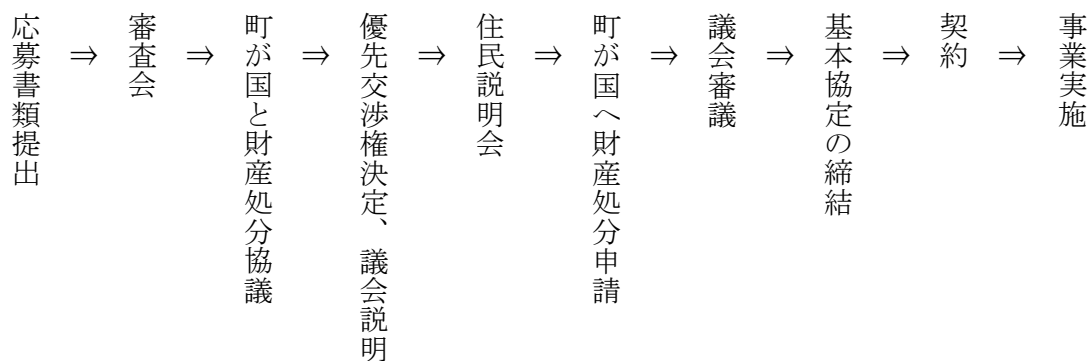 応募書類提出
⇒
審査会
⇒
町が国と財産処分協議
⇒
優先交渉権決定、議会説明
⇒
住民説明会
⇒
町が国へ財産処分申請
⇒
議会審議
⇒
基本協定の締結
⇒
契約
⇒
事業実施